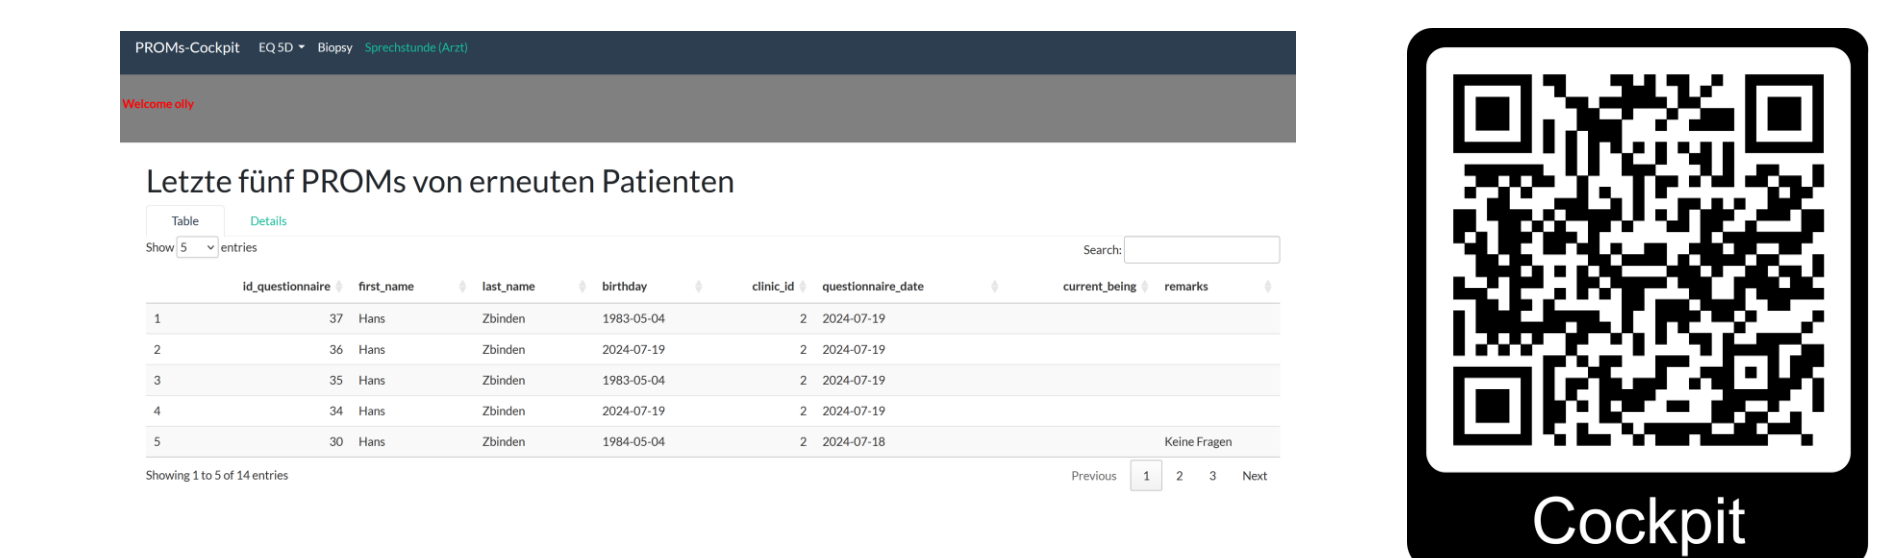 PROMs-Cockpit EQ 5D Biopsy Sprechstunde (Arzt)
Welcome olly
Letzte fünf PROMs von erneuten Patienten
Table Details
Show 5 entries Search:
id_questionnaire first_name last_name birthday clinic_id questionnaire_date current_being remarks
1 37 Hans Zbinden 1983-05-04 2 2024-07-19
2 36 Hans Zbinden 2024-07-19 2 2024-07-19
3 35 Hans Zbinden 1983-05-04 2 2024-07-19
4 34 Hans Zbinden 2024-07-19 2 2024-07-19
5 30 Hans Zbinden 1984-05-04 2 2024-07-18 Keine Fragen
Showing 1 to 5 of 14 entries Previous 1 2 3 Next
Cockpit